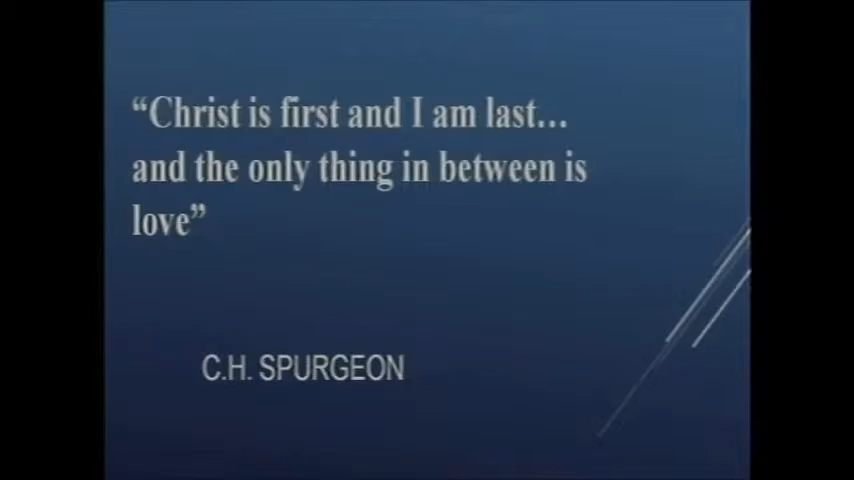 “Christ is first and I am last…
and the only thing in between is
love”
C.H. SPURGEON